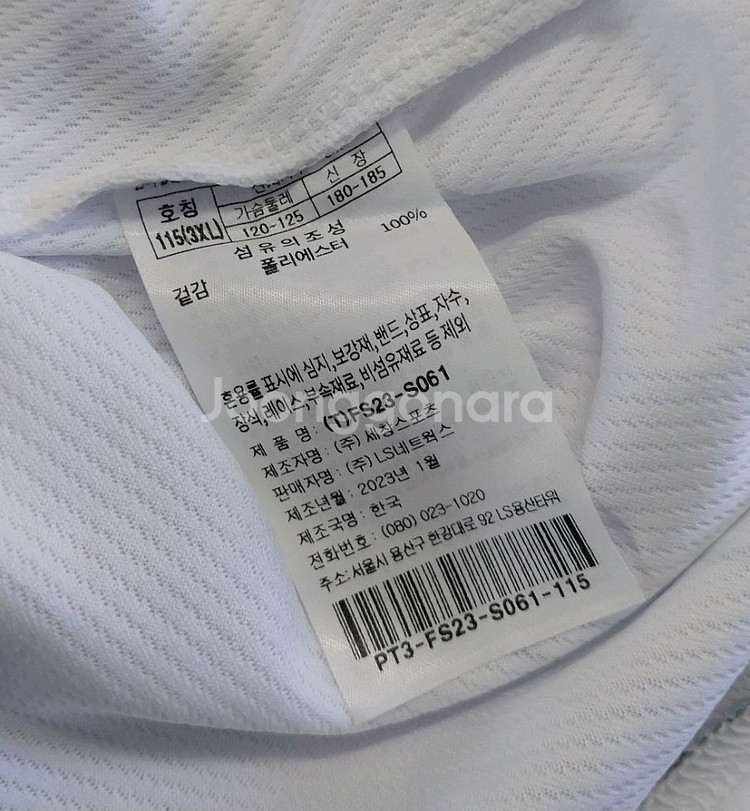 신 장
호칭 가슴둘레 180-185
115(3XL) 120-125
섬유의조성
겉감 폴리에스터 100%
혼용률 표시에 심지,보강재,밴드,상표,자수,
장식,레이스 부속재료,비섬유재료 등 제외
제 품 명 : (T)FS23-S061
제조자명 : (주) 세창스포츠
판매자명 : (주) LS네트웍스
제조년월 : 2023년 1월
제조국명 : 한국
전화번호 : (080) 023-1020
주소:서울시 용산구 한강대로 92 LS용산타워
PT3-FS23-S061-115
Joonggonara